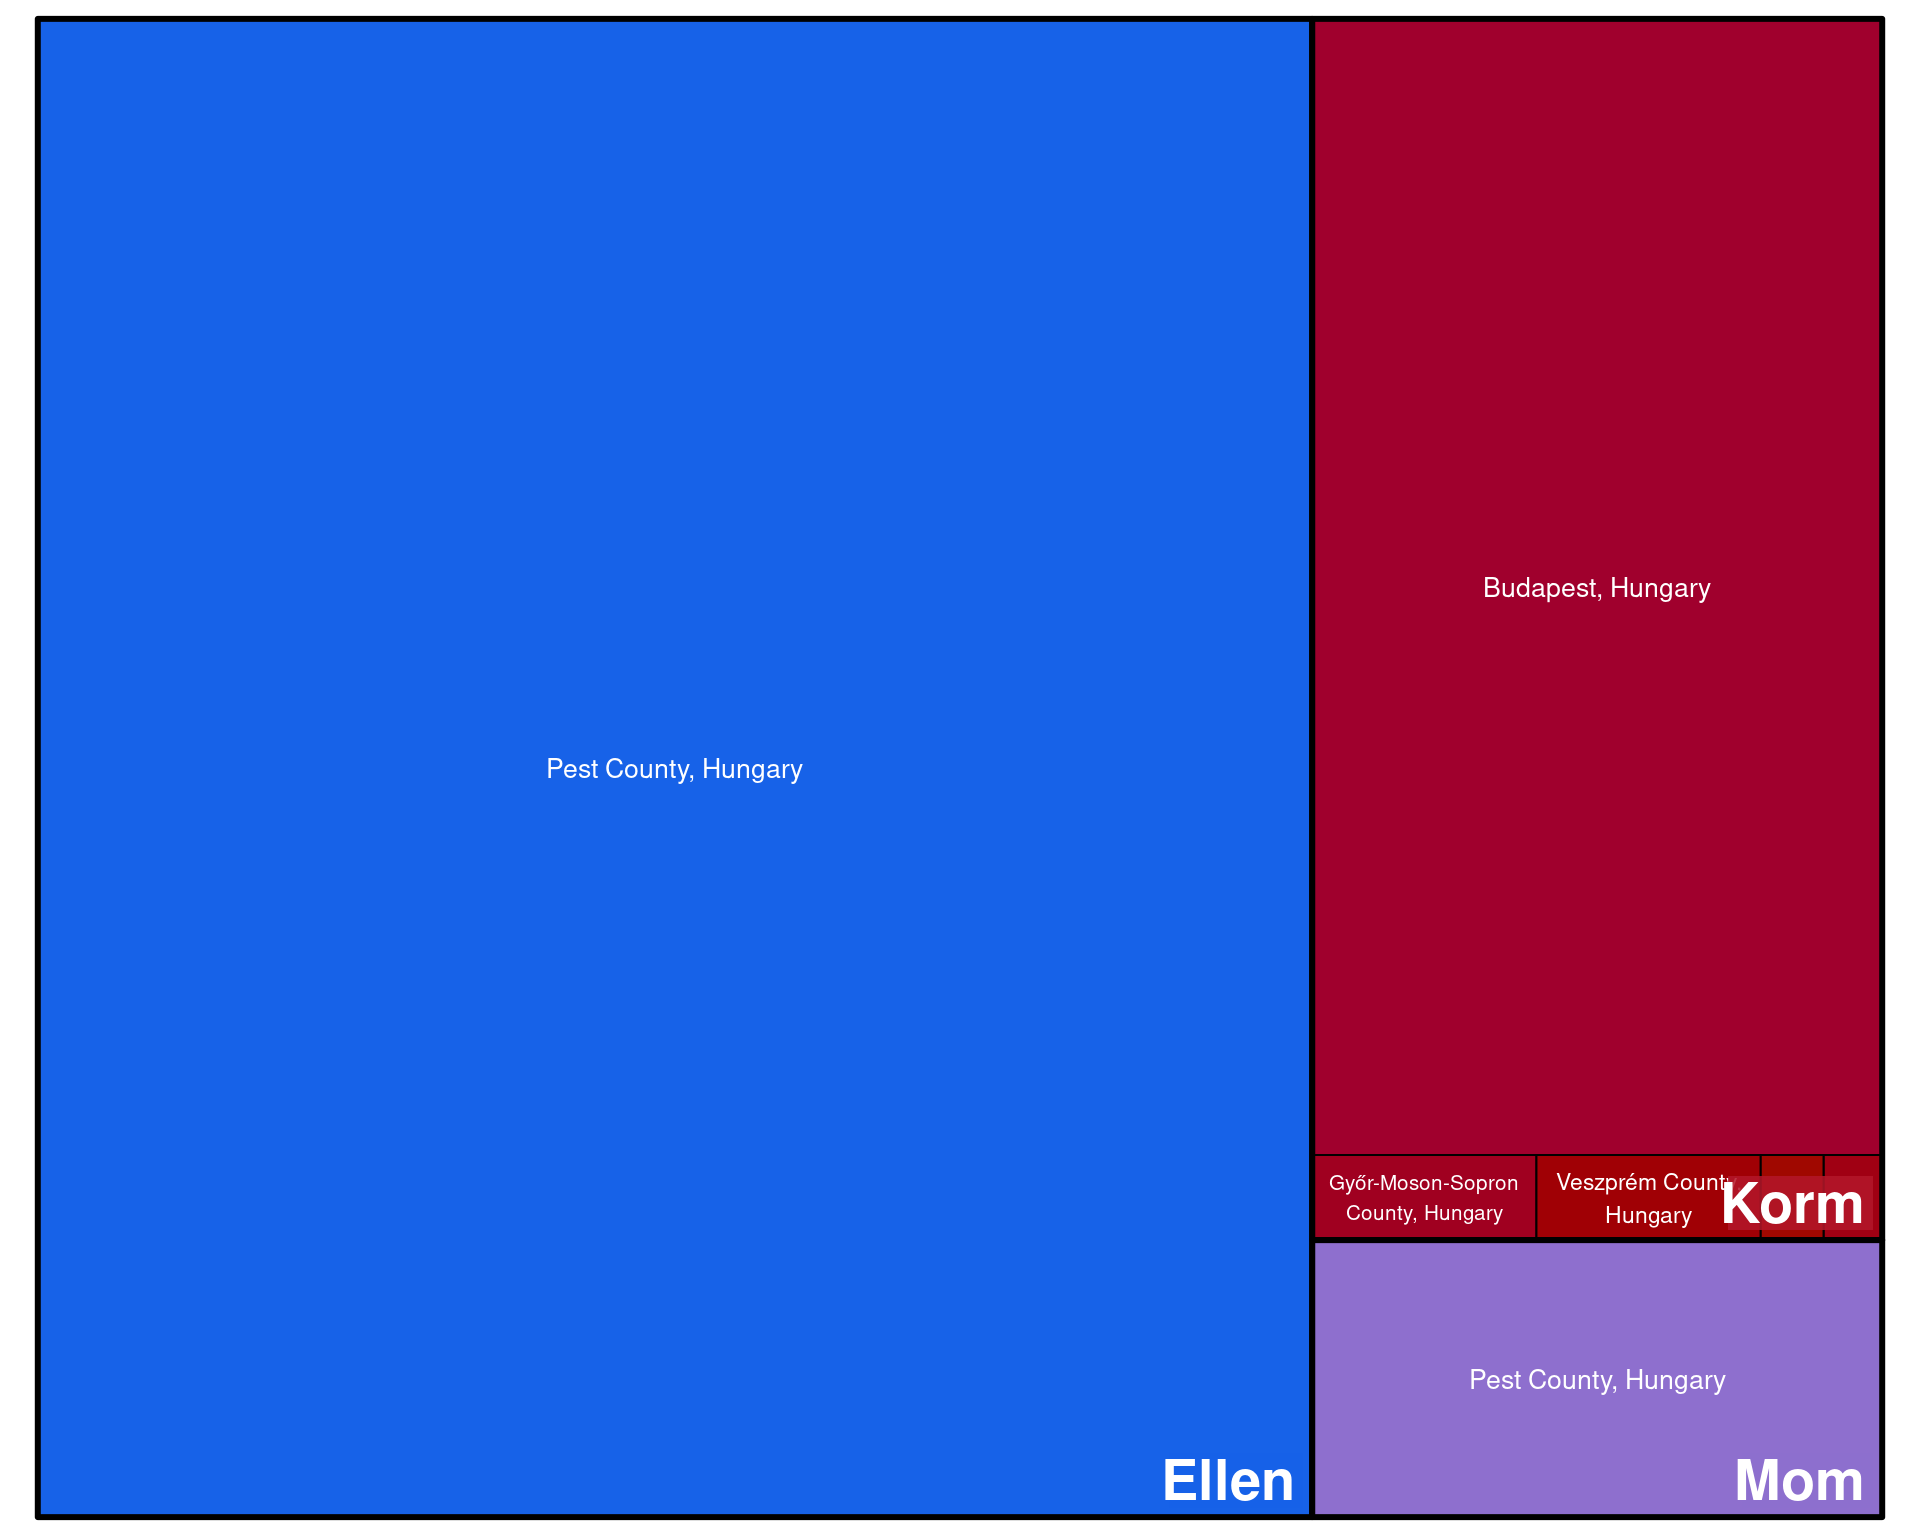 Pest County, Hungary
Ellen
Budapest, Hungary
Győr-Moson-Sopron
County, Hungary
Veszprém County
Hungary
Korm
Pest County, Hungary
Mom